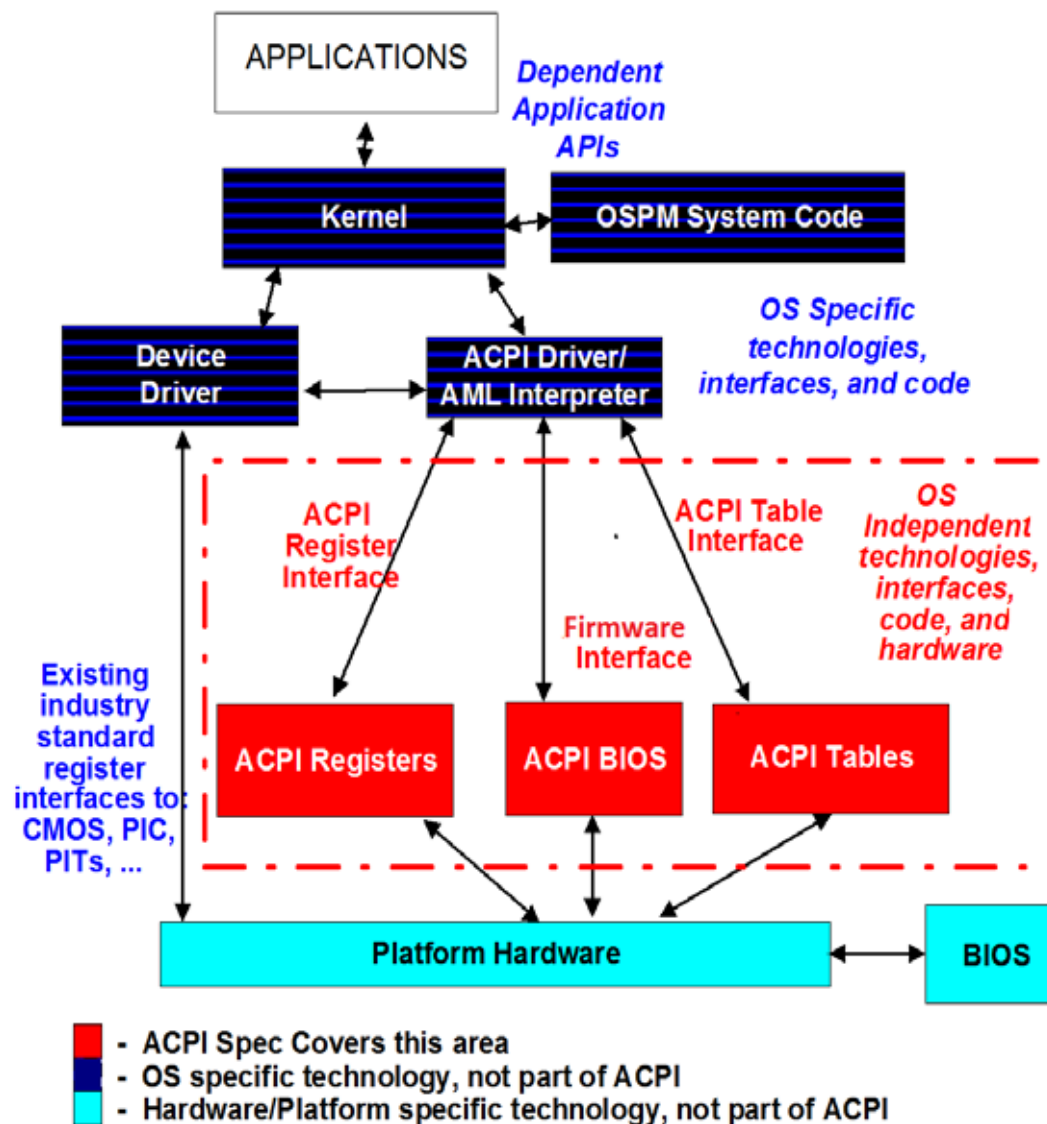 APPLICATIONS
Dependent
Application
APIs
Kernel
OSPM System Code
OS Specific
technologies,
interfaces, and code
Device
Driver
ACPI Driver/
AML Interpreter
ACPI
Register
Interface
ACPI Table
Interface
OS
Independent
technologies,
interfaces,
code, and
hardware
Firmware
Interface
Existing
industry
standard
register
interfaces to:
CMOS, PIC,
PITs, ...
ACPI Registers
ACPI BIOS
ACPI Tables
Platform Hardware
BIOS
- ACPI Spec Covers this area
- OS specific technology, not part of ACPI
- Hardware/Platform specific technology, not part of ACPI